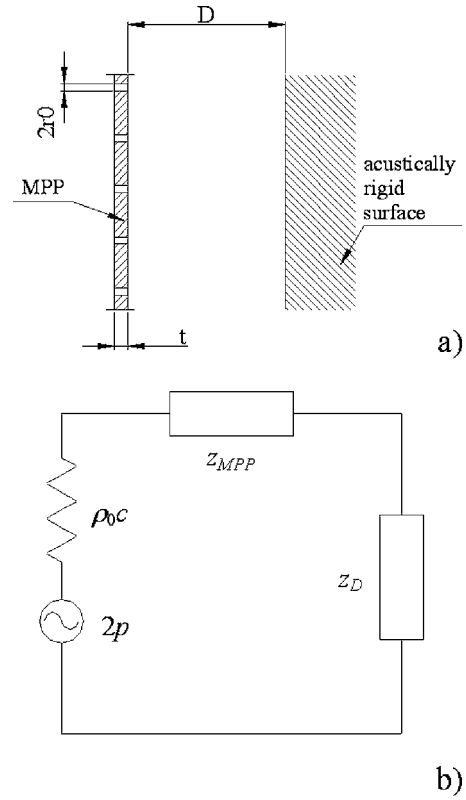 D
2r0
MPP
acustically
rigid
surface
t
a)
z_MPP
ρ₀c
z_D
2p
b)